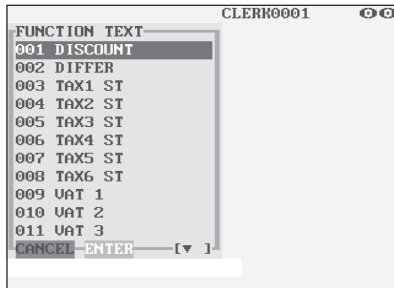 CLERK0001
FUNCTION TEXT
001 DISCOUNT
002 DIFFER
003 TAX1 ST
004 TAX2 ST
005 TAX3 ST
006 TAX4 ST
007 TAX5 ST
008 TAX6 ST
009 VAT 1
010 VAT 2
011 VAT 3
CANCEL ENTER [▼ ]